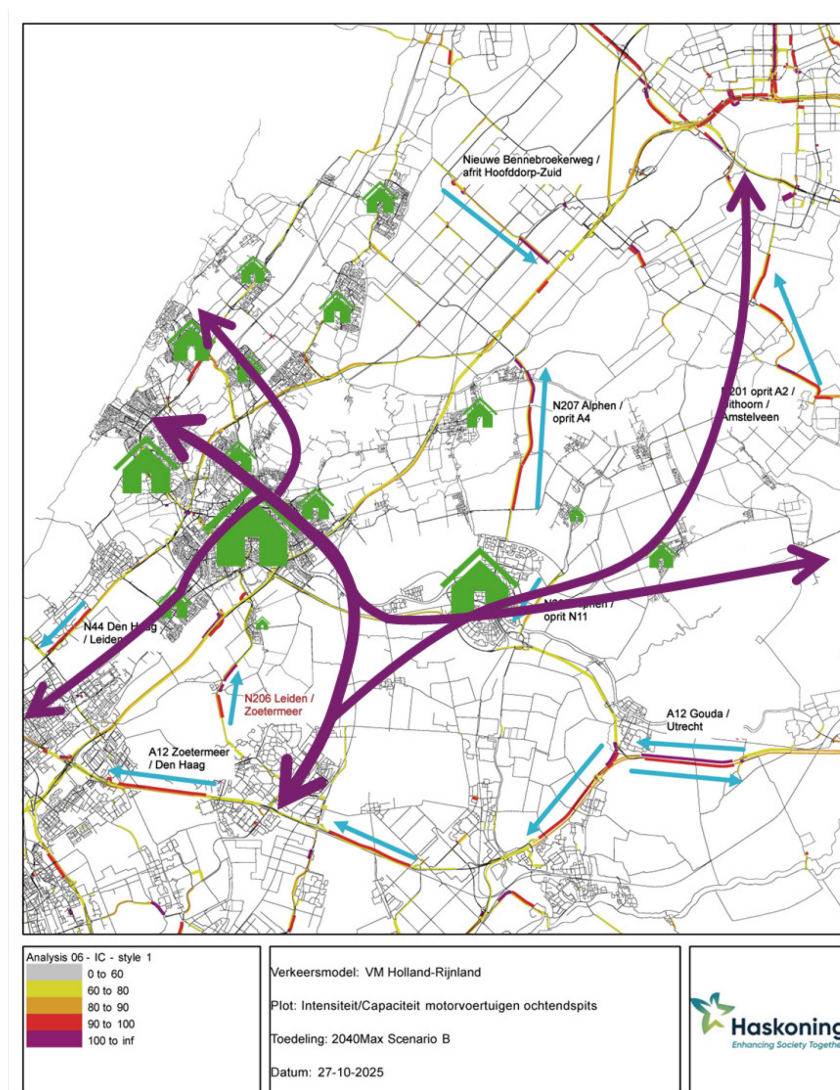 Nieuwe Bennebroekerweg /
afrit Hoofddorp-Zuid
N207 Alphen /
oprit A4
N201 oprit A2 /
Uithoorn /
Amstelveen
N44 Den Haag
/ Leiden
oprit N11
N206 Leiden /
Zoetermeer
A12 Gouda /
Utrecht
A12 Zoetermeer
/ Den Haag
Analysis 06 - IC - style 1
0 to 60
60 to 80
80 to 90
90 to 100
100 to inf
Verkeersmodel: VM Holland-Rijnland
Plot: Intensiteit/Capaciteit motorvoertuigen ochtendspits
Toedeling: 2040Max Scenario B
Datum: 27-10-2025
Haskoning
Enhancing Society Togethe